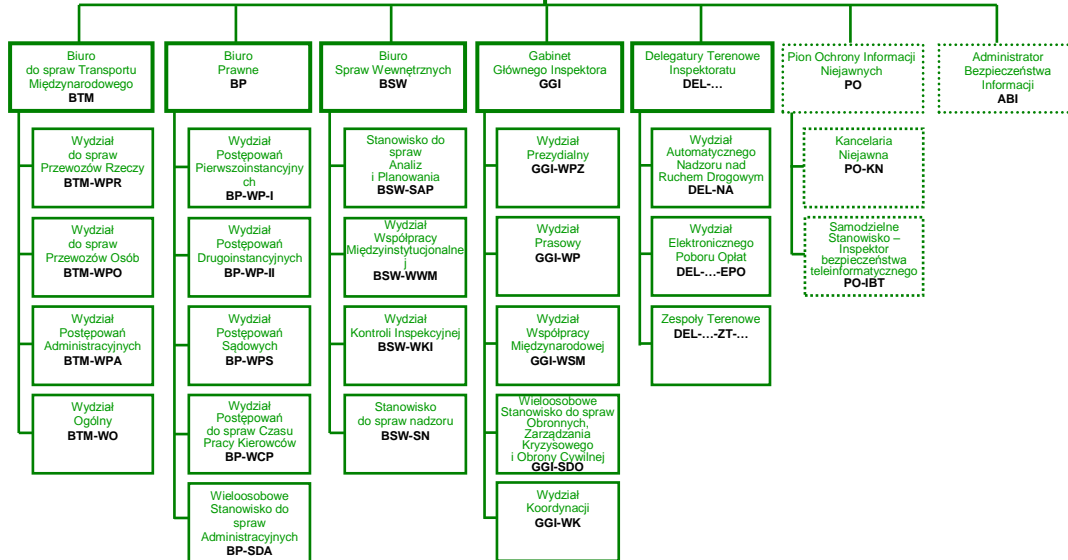 Biuro
do spraw Transportu
Międzynarodowego
BTM
Biuro
Prawne
BP
Biuro
Spraw Wewnętrznych
BSW
Gabinet
Głównego Inspektora
GGI
Delegatury Terenowe
Inspektoratu
DEL-...
Pion Ochrony Informacji
Niejawnych
PO
Administrator
Bezpieczeństwa
Informacji
ABI
Wydział
do spraw
Przewozów Rzeczy
BTM-WPR
Wydział
do spraw
Przewozów Osób
BTM-WPO
Wydział
Postępowań
Administracyjnych
BTM-WPA
Wydział
Ogólny
BTM-WO
Wydział
Postępowań
Pierwszoinstancyjny
ch
BP-WP-I
Wydział
Postępowań
Drugoinstancyjnych
BP-WP-II
Wydział
Postępowań
Sądowych
BP-WPS
Wydział
Postępowań
do spraw Czasu
Pracy Kierowców
BP-WCP
Wieloosobowe
Stanowisko do
spraw
Administracyjnych
BP-SDA
Stanowisko do
spraw
Analiz
i Planowania
BSW-SAP
Wydział
Współpracy
Międzyinstytucjonalne
j
BSW-WWM
Wydział
Kontroli Inspekcyjnej
BSW-WKI
Stanowisko
do spraw nadzoru
BSW-SN
Wydział
Prezydialny
GGI-WPZ
Wydział
Prasowy
GGI-WP
Wydział
Współpracy
Międzynarodowej
GGI-WSM
Wieloosobowe
Stanowisko do spraw
Obronnych,
Zarządzania
Kryzysowego
i Obrony Cywilnej
GGI-SDO
Wydział
Koordynacji
GGI-WK
Wydział
Automatycznego
Nadzoru nad
Ruchem Drogowym
DEL-NA
Wydział
Elektronicznego
Poboru Opłat
DEL-...-EPO
Zespoły Terenowe
DEL-...-ZT-...
Kancelaria
Niejawna
PO-KN
Samodzielne
Stanowisko –
Inspektor
bezpieczeństwa
teleinformatycznego
PO-IBT